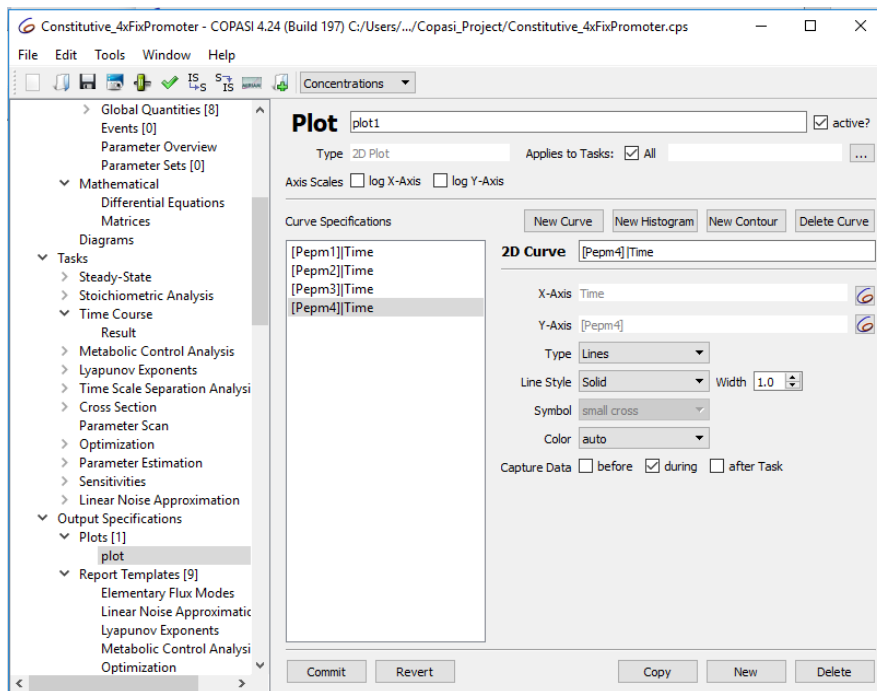 Constitutive_4xFixPromoter - COPASI 4.24 (Build 197) C:/Users/.../Copasi_Project/Constitutive_4xFixPromoter.cps
File Edit Tools Window Help
IS S Concentrations
S IS
Global Quantities [8]
Events [0]
Parameter Overview
Parameter Sets [0]
Mathematical
Differential Equations
Matrices
Diagrams
Tasks
Steady-State
Stoichiometric Analysis
Time Course
Result
Metabolic Control Analysis
Lyapunov Exponents
Time Scale Separation Analysi
Cross Section
Parameter Scan
Optimization
Parameter Estimation
Sensitivities
Linear Noise Approximation
Output Specifications
Plots [1]
plot
Report Templates [9]
Elementary Flux Modes
Linear Noise Approximatic
Lyapunov Exponents
Metabolic Control Analysi
Optimization
Plot plot1 active?
Type 2D Plot Applies to Tasks: All ...
Axis Scales log X-Axis log Y-Axis
Curve Specifications New Curve New Histogram New Contour Delete Curve
[Pepm1]|Time
[Pepm2]|Time
[Pepm3]|Time
[Pepm4]|Time
2D Curve [Pepm4]|Time
X-Axis Time
Y-Axis [Pepm4]
Type Lines
Line Style Solid Width 1.0
Symbol small cross
Color auto
Capture Data before during after Task
Commit Revert Copy New Delete